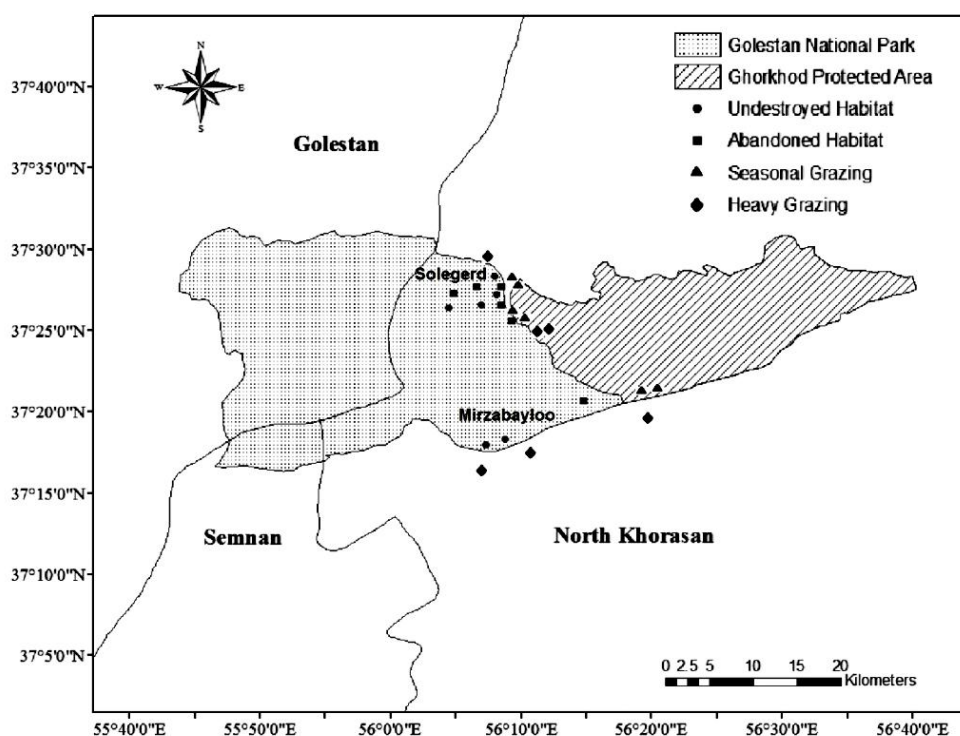 N
W
E
S
Golestan National Park
Ghorkhod Protected Area
Undestroyed Habitat
Abandoned Habitat
Seasonal Grazing
Heavy Grazing
37°40'0"N
37°35'0"N
37°30'0"N
37°25'0"N
37°20'0"N
37°15'0"N
37°10'0"N
37°5'0"N
Golestan
Solegerd
Mirzabayloo
Semnan
North Khorasan
0 2.5 5 10 15 20
Kilometers
55°40'0"E 55°50'0"E 56°0'0"E 56°10'0"E 56°20'0"E 56°30'0"E 56°40'0"E